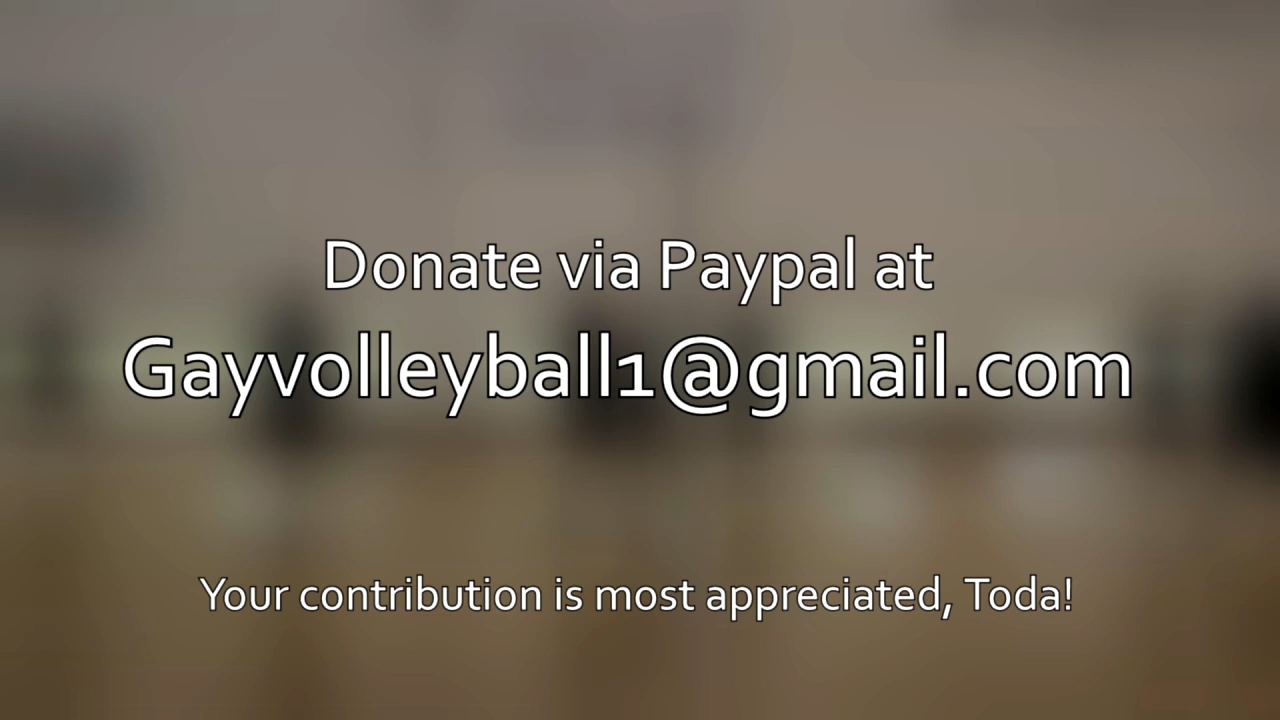 Donate via Paypal at
Gayvolleyball1@gmail.com
Your contribution is most appreciated, Toda!